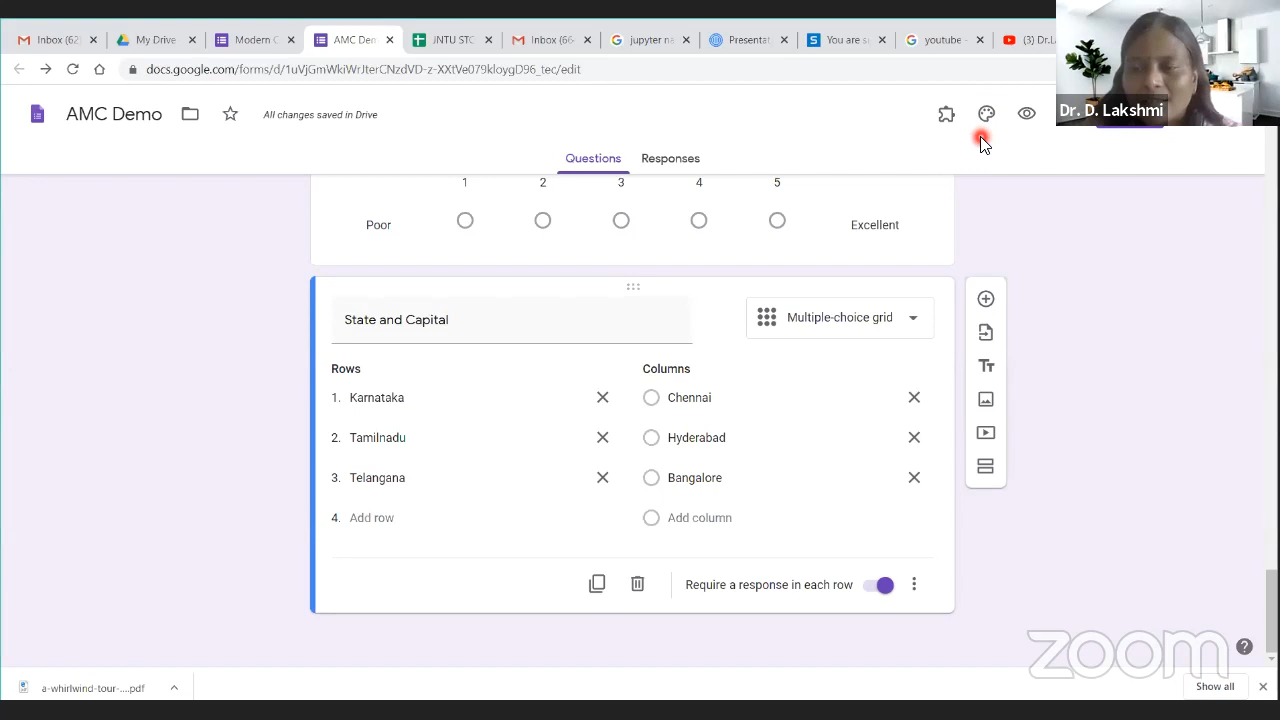 Inbox (62)
My Drive
Modern C
AMC Dem
JNTU STC
Inbox (66
jupyter n
Presentat
You are s
youtube -
(3) Dr.L
docs.google.com/forms/d/
/edit
AMC Demo
All changes saved in Drive
Dr. D. Lakshmi
Questions Responses
1 2 3 4 5
Poor Excellent
State and Capital
Multiple-choice grid
Rows Columns
1. Karnataka Chennai
2. Tamilnadu Hyderabad
3. Telangana Bangalore
4. Add row Add column
Require a response in each row
zoom
a-whirlwind-tour-....pdf
Show all